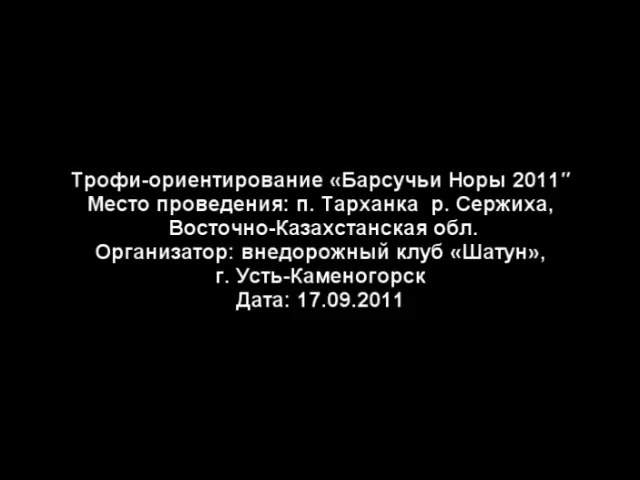 Трофи-ориентирование «Барсучьи Норы 2011"
Место проведения: п. Тарханка  р. Сержиха,
Восточно-Казахстанская обл.
Организатор: внедорожный клуб «Шатун»,
г. Усть-Каменогорск
Дата: 17.09.2011